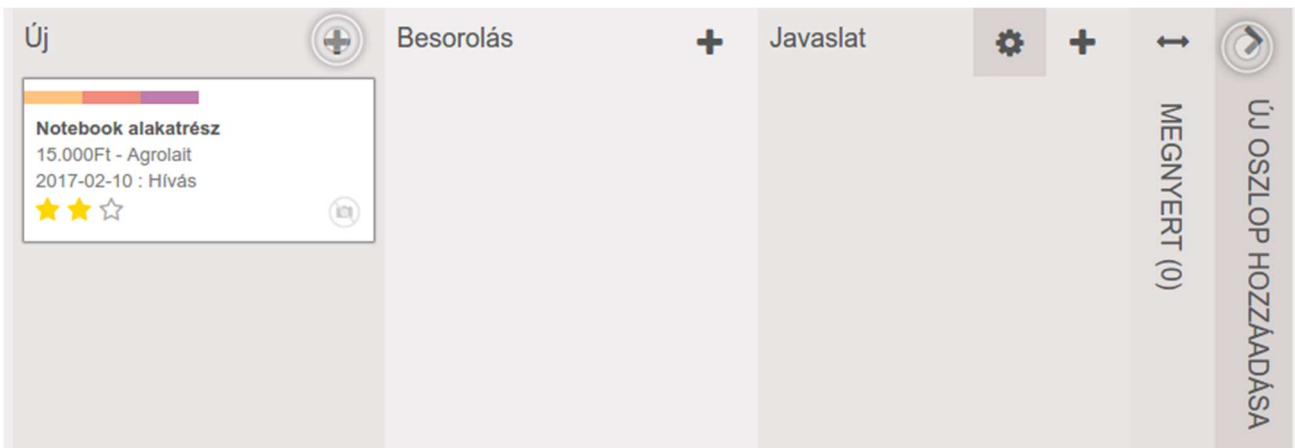 Új
Besorolás
Javaslat
Notebook alakatrész
15.000Ft - Agrolait
2017-02-10 : Hívás
MEGNYERT (0)
ÚJ OSZLOP HOZZÁADÁSA